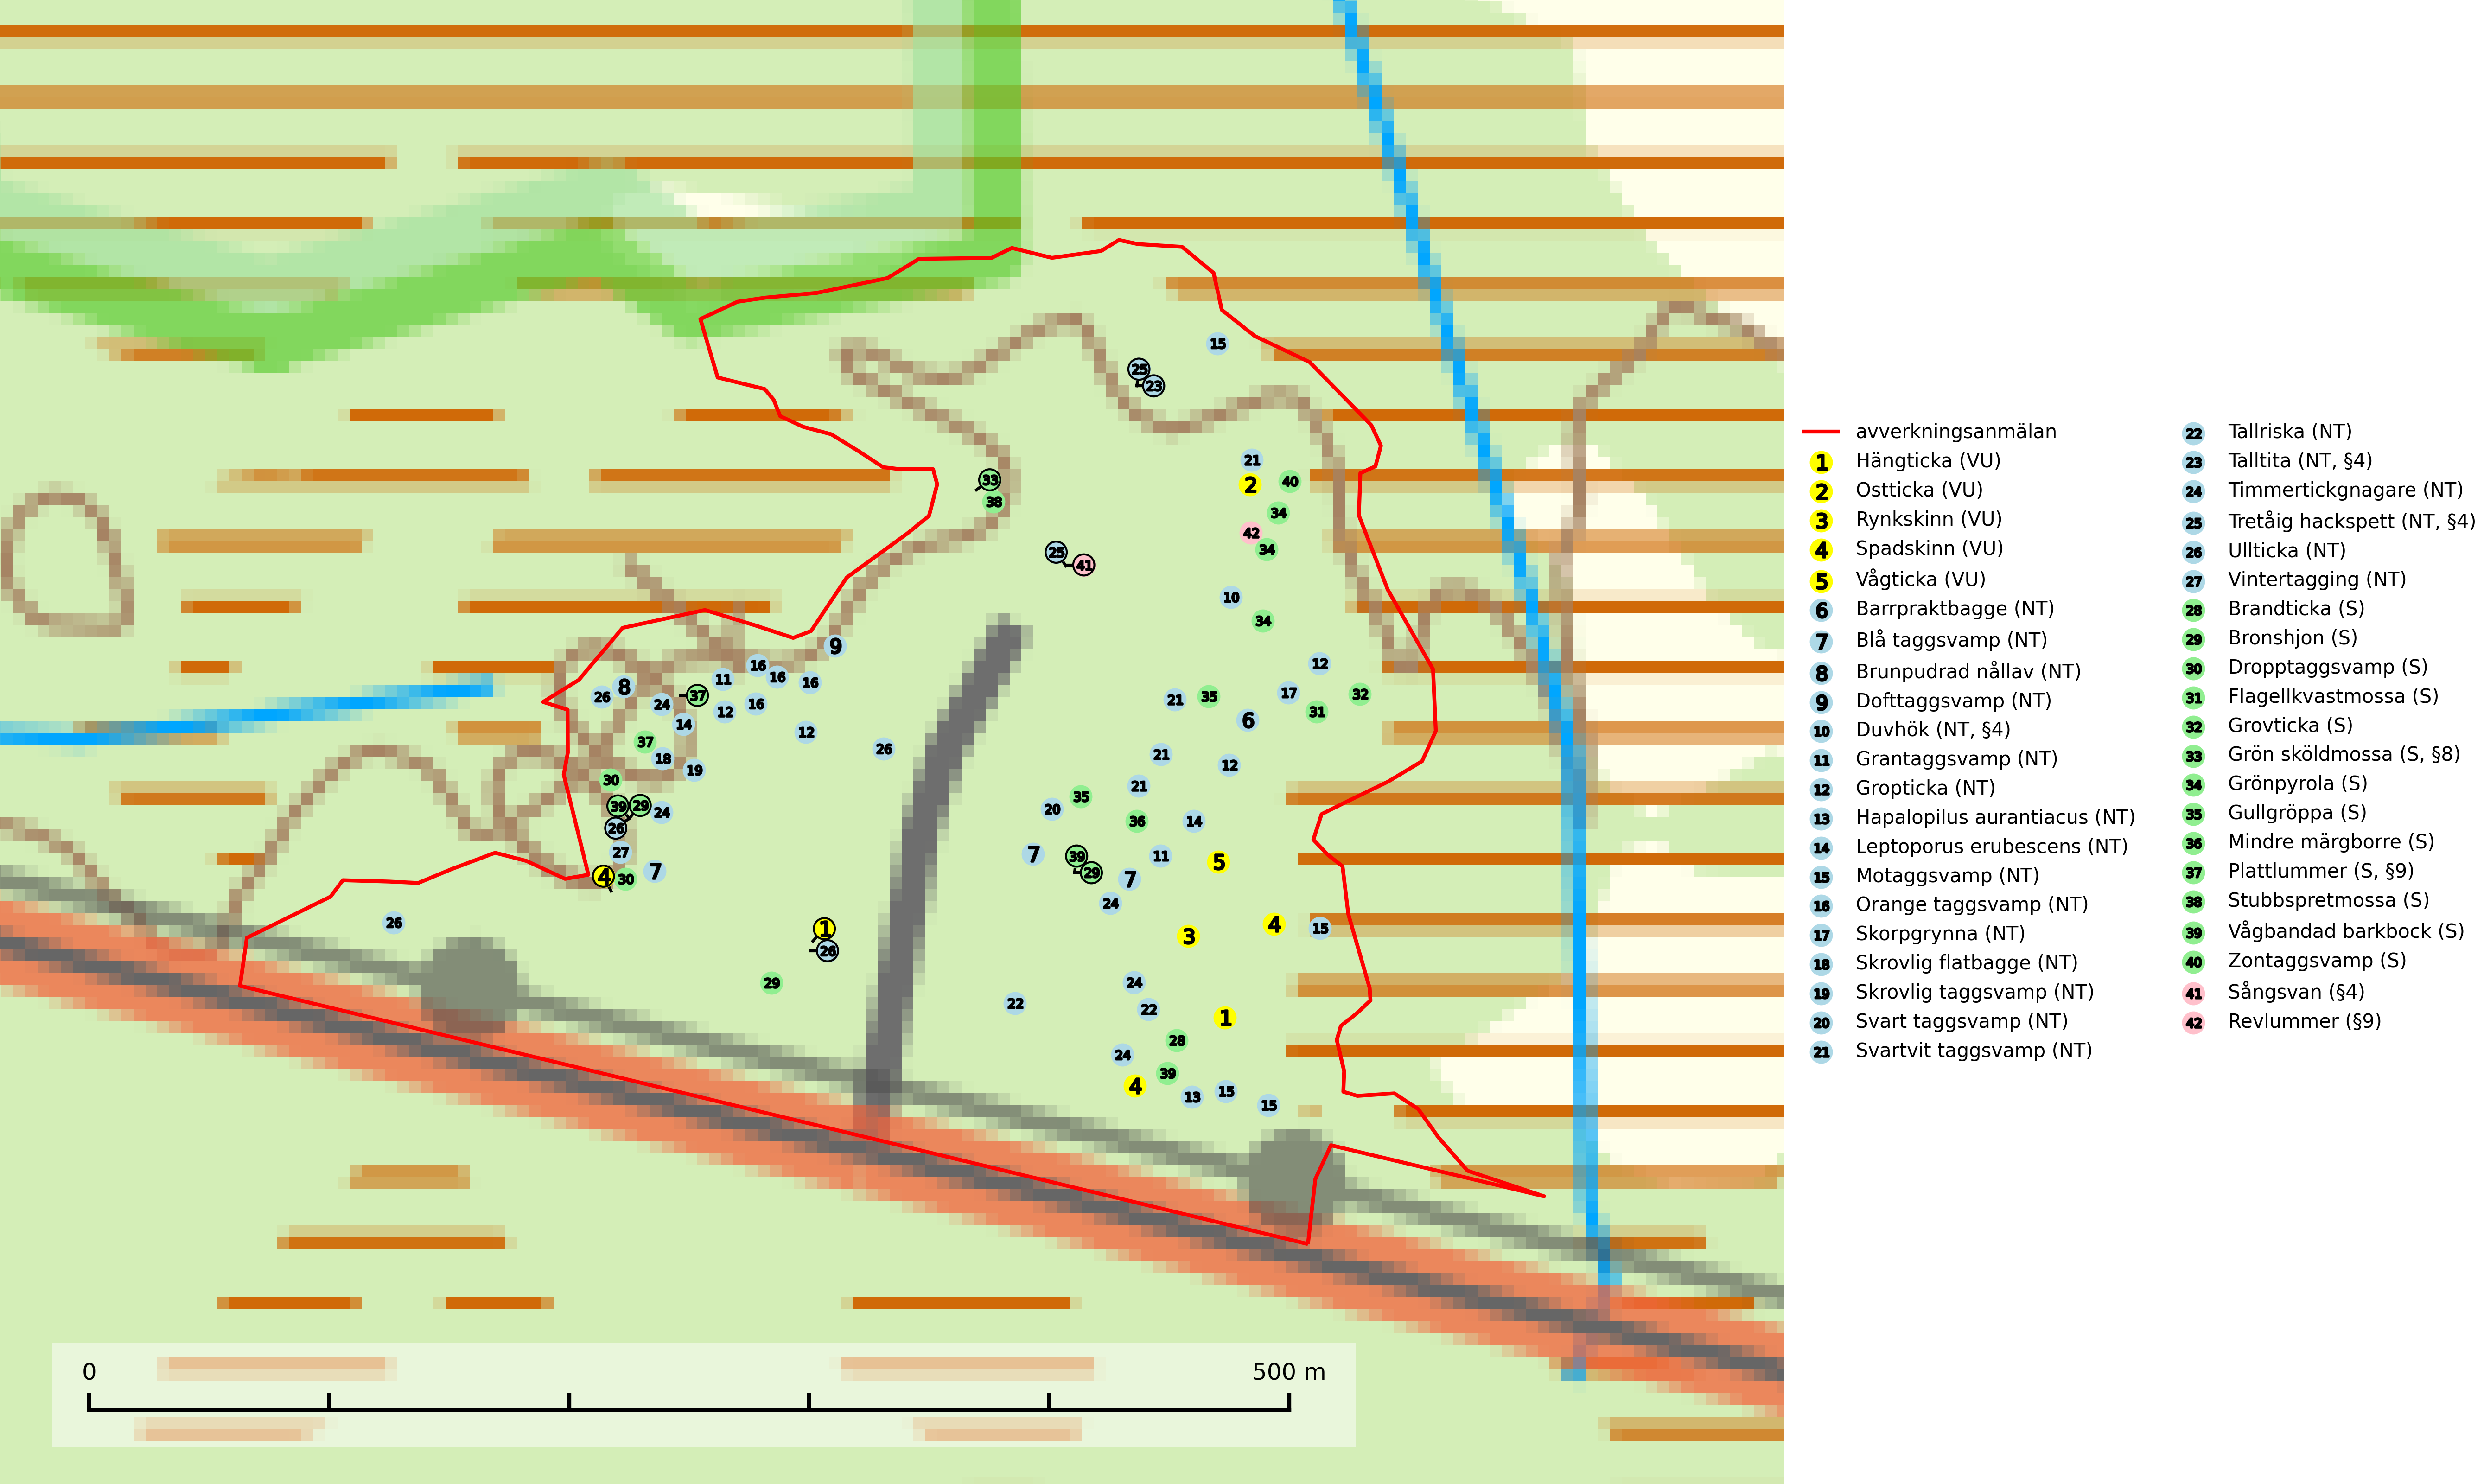 15
25
23
21
2
40
33
38
34
42
34
25
41
10
34
9
16
12
11
16
16
8
26
37
17
32
21
35
24
16
12
31
6
14
12
37
26
21
18
12
19
30
21
35
39
29
20
24
36
14
26
27
7
39
11
5
7
29
4
30
7
24
26
4
1
15
3
26
29
24
22
22
1
28
24
39
4
15
13
15
0
500 m
avverkningsanmälan
1 Hängticka (VU)
2 Ostticka (VU)
3 Rynkskinn (VU)
4 Spadskinn (VU)
5 Vågticka (VU)
6 Barrpraktbagge (NT)
7 Blå taggsvamp (NT)
8 Brunpudrad nållav (NT)
9 Dofttaggsvamp (NT)
10 Duvhök (NT, §4)
11 Grantaggsvamp (NT)
12 Gropticka (NT)
13 Hapalopilus aurantiacus (NT)
14 Leptoporus erubescens (NT)
15 Motaggsvamp (NT)
16 Orange taggsvamp (NT)
17 Skorpgrynna (NT)
18 Skrovlig flatbagge (NT)
19 Skrovlig taggsvamp (NT)
20 Svart taggsvamp (NT)
21 Svartvit taggsvamp (NT)
22 Tallriska (NT)
23 Talltita (NT, §4)
24 Timmertickgnagare (NT)
25 Tretåig hackspett (NT, §4)
26 Ullticka (NT)
27 Vintertagging (NT)
28 Brandticka (S)
29 Bronshjon (S)
30 Dropptaggsvamp (S)
31 Flagellkvastmossa (S)
32 Grovticka (S)
33 Grön sköldmossa (S, §8)
34 Grönpyrola (S)
35 Gullgröppa (S)
36 Mindre märgborre (S)
37 Plattlummer (S, §9)
38 Stubbspretmossa (S)
39 Vågbandad barkbock (S)
40 Zontaggsvamp (S)
41 Sångsvan (§4)
42 Revlummer (§9)